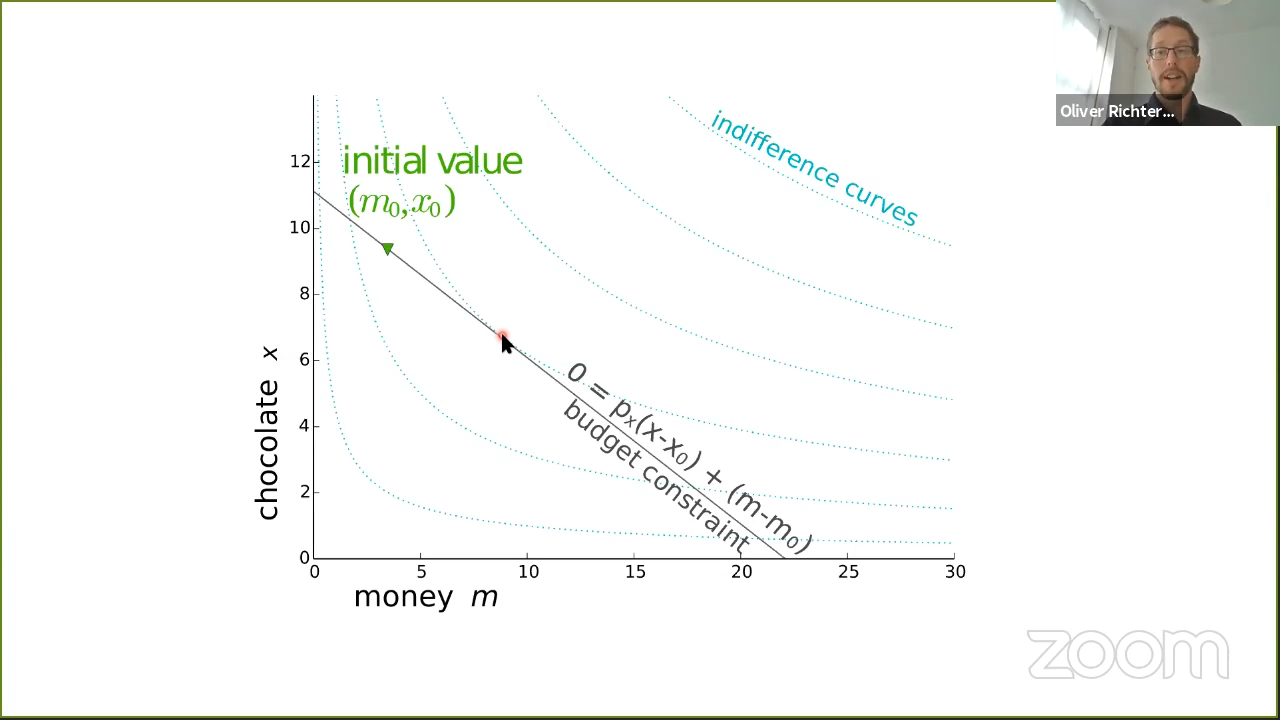 Oliver Richter...
indifference curves
initial value
(m₀,x₀)
12
10
8
6
4
2
0
chocolate x
0 = pₓ(x-x₀) + (m-m₀)
budget constraint
0 5 10 15 20 25 30
money m
zoom